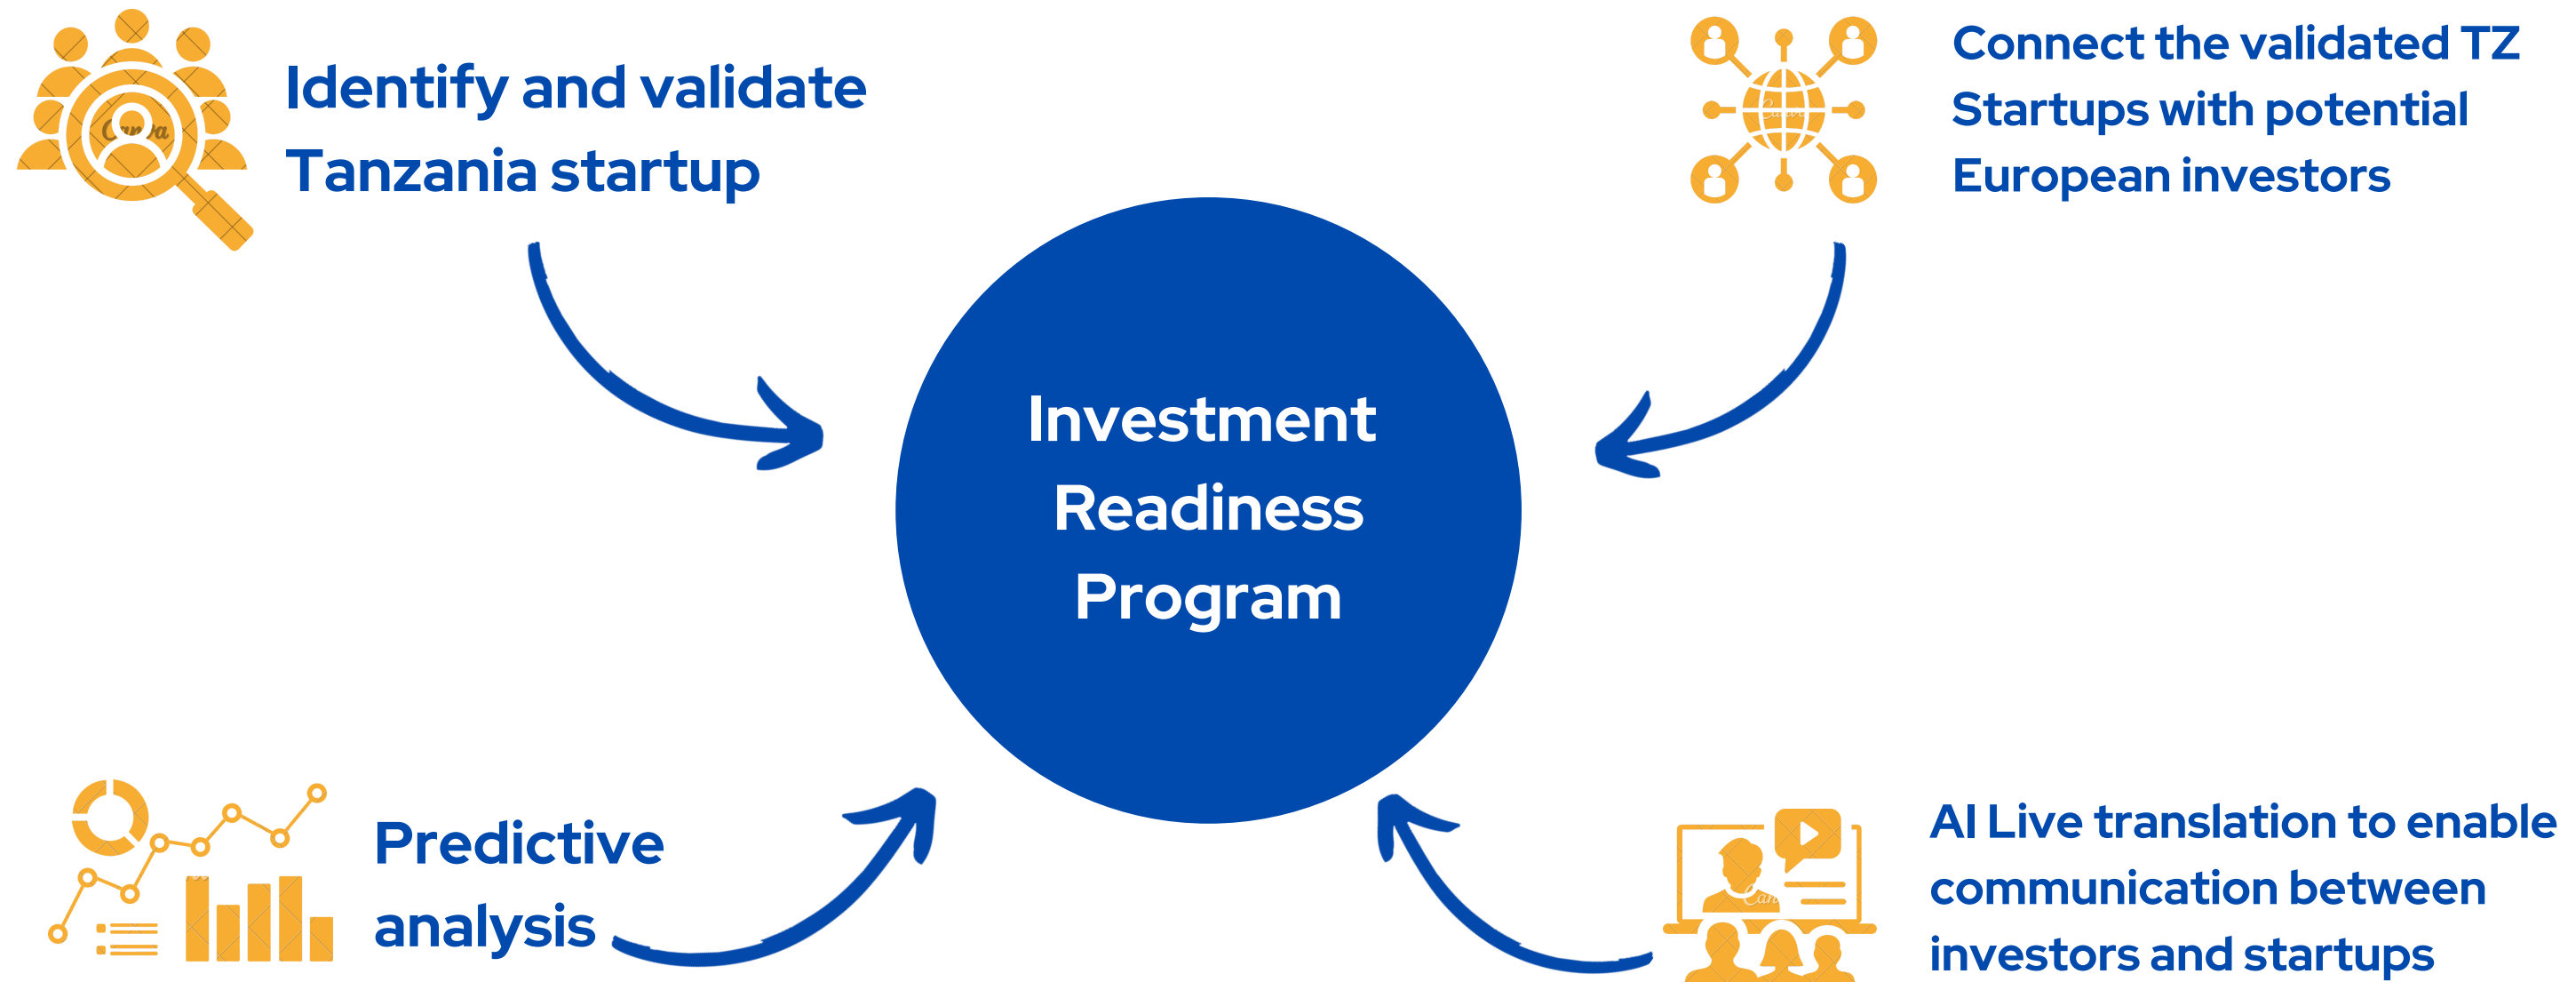 Identify and validate
Tanzania startup
Connect the validated TZ
Startups with potential
European investors
Investment
Readiness
Program
Predictive
analysis
AI Live translation to enable
communication between
investors and startups
Canva